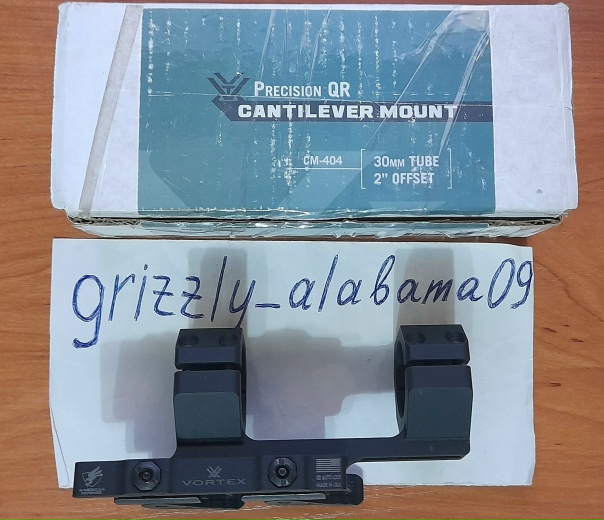 PRECISION QR
CANTILEVER MOUNT
CM-404
30MM TUBE
2" OFFSET
grizzly_alabama09
VORTEX
MADE IN USA